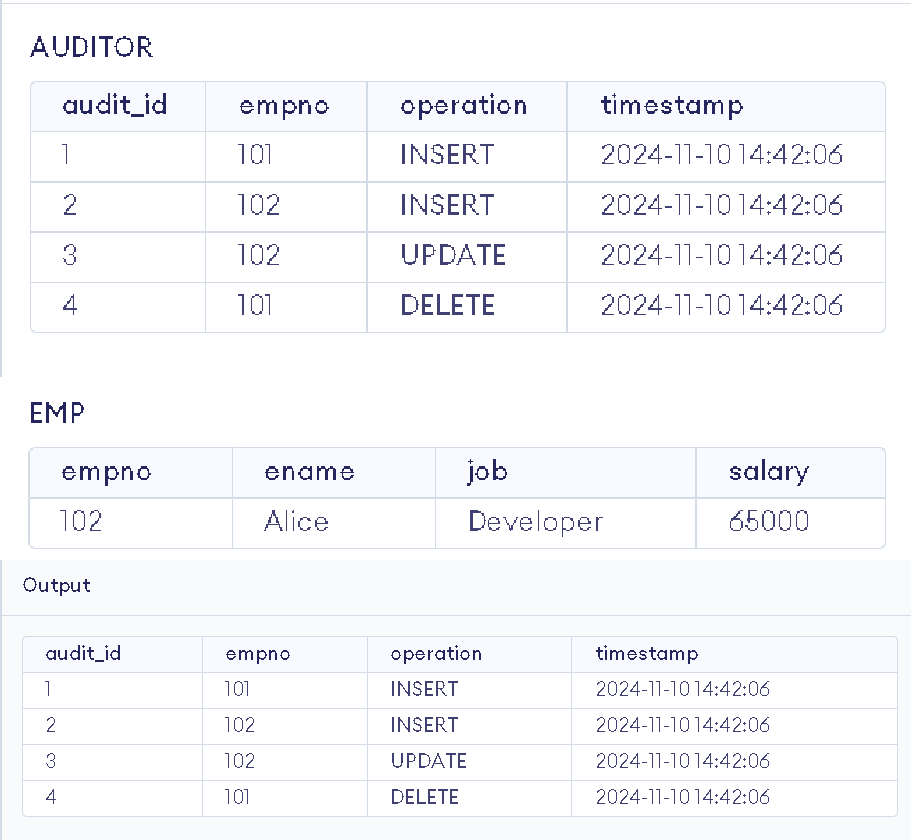 AUDITOR
audit_id empno operation timestamp
1 101 INSERT 2024-11-10 14:42:06
2 102 INSERT 2024-11-10 14:42:06
3 102 UPDATE 2024-11-10 14:42:06
4 101 DELETE 2024-11-10 14:42:06
EMP
empno ename job salary
102 Alice Developer 65000
Output
audit_id empno operation timestamp
1 101 INSERT 2024-11-10 14:42:06
2 102 INSERT 2024-11-10 14:42:06
3 102 UPDATE 2024-11-10 14:42:06
4 101 DELETE 2024-11-10 14:42:06